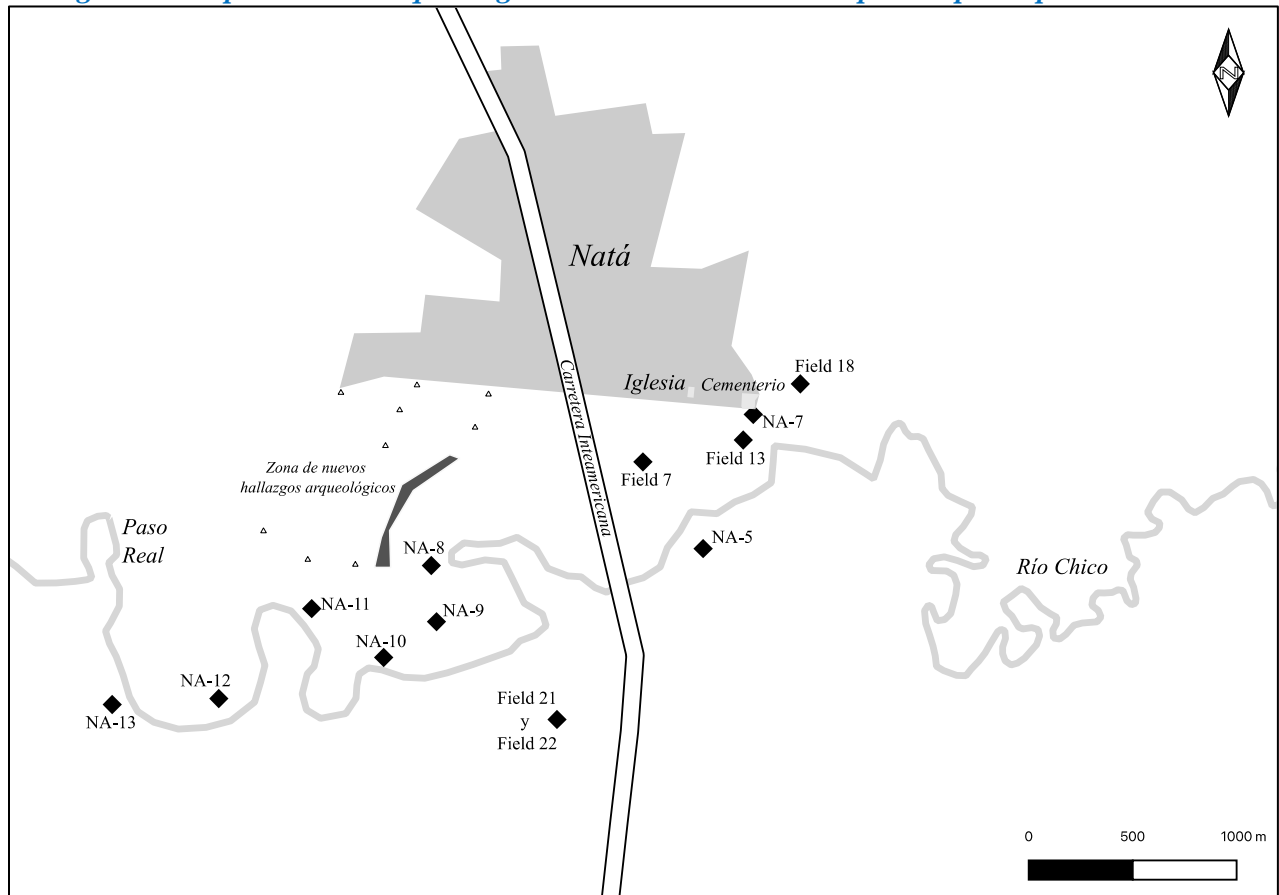 N
Natá
Carretera Inteamericana
Field 18
Iglesia
Cementerio
NA-7
Field 13
Field 7
Zona de nuevos
hallazgos arqueológicos
Paso
Real
NA-8
NA-5
Río Chico
NA-11
NA-9
NA-10
NA-12
NA-13
Field 21
y
Field 22
0 500 1000 m